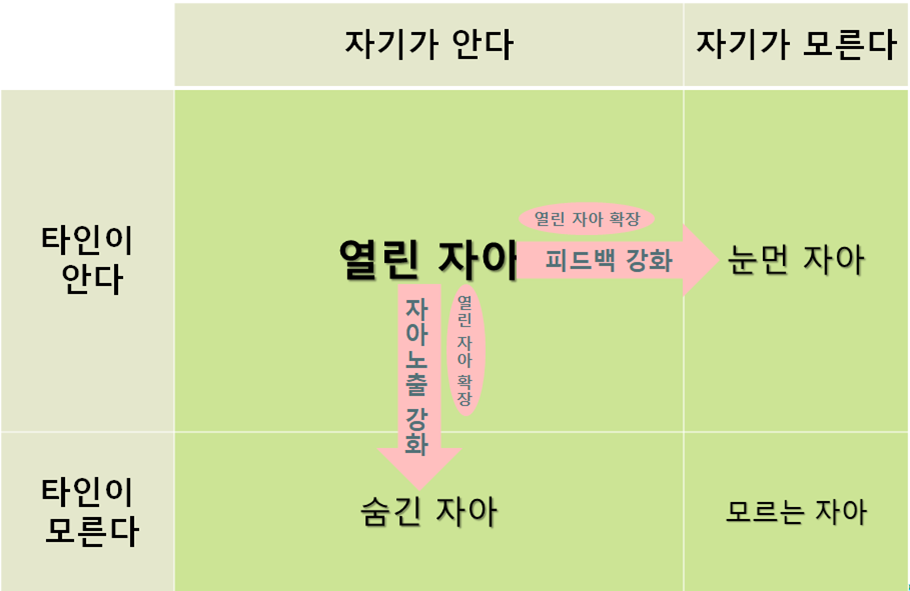 자기가 안다
자기가 모른다
타인이
안다
열린 자아
열린 자아 확장
피드백 강화
눈먼 자아
자아노출 강화
열린 자아 확장
타인이
모른다
숨긴 자아
모르는 자아